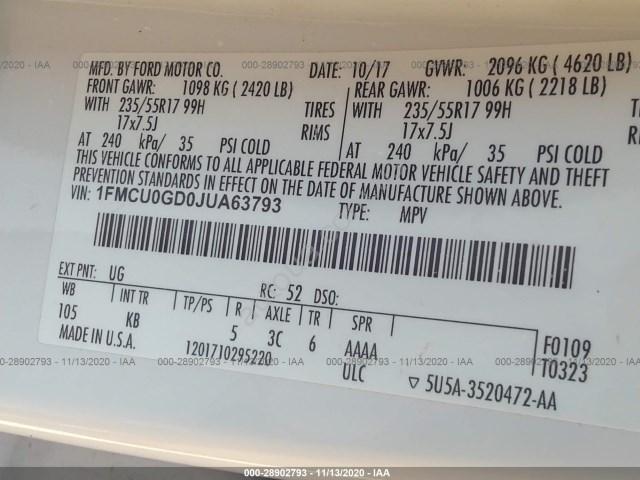 000-28902793 - 11/13/2020 - IAA
MFD. BY FORD MOTOR CO. DATE: 10/17 GVWR: 2096 KG ( 4620 LB)
FRONT GAWR: 1098 KG ( 2420 LB) REAR GAWR: 1006 KG ( 2218 LB)
WITH 235/55R17 99H TIRES WITH 235/55R17 99H TIRES
17x7.5J RIMS 17x7.5J RIMS
AT 240 kPa/ 35 PSI COLD AT 240 kPa/ 35 PSI COLD
THIS VEHICLE CONFORMS TO ALL APPLICABLE FEDERAL MOTOR VEHICLE SAFETY AND THEFT
PREVENTION STANDARDS IN EFFECT ON THE DATE OF MANUFACTURE SHOWN ABOVE.
VIN: 1FMCU0GD0JUA63793 TYPE: MPV
EXT PNT: UG RC: 52 DSO:
WB INT TR TP/PS R AXLE TR SPR
105 KB 5 3C 6 AAAA F0109
MADE IN U.S.A. 1201710295220 ULC T0323
5U5A-3520472-AA
000-28902793 - 11/13/2020 - IAA